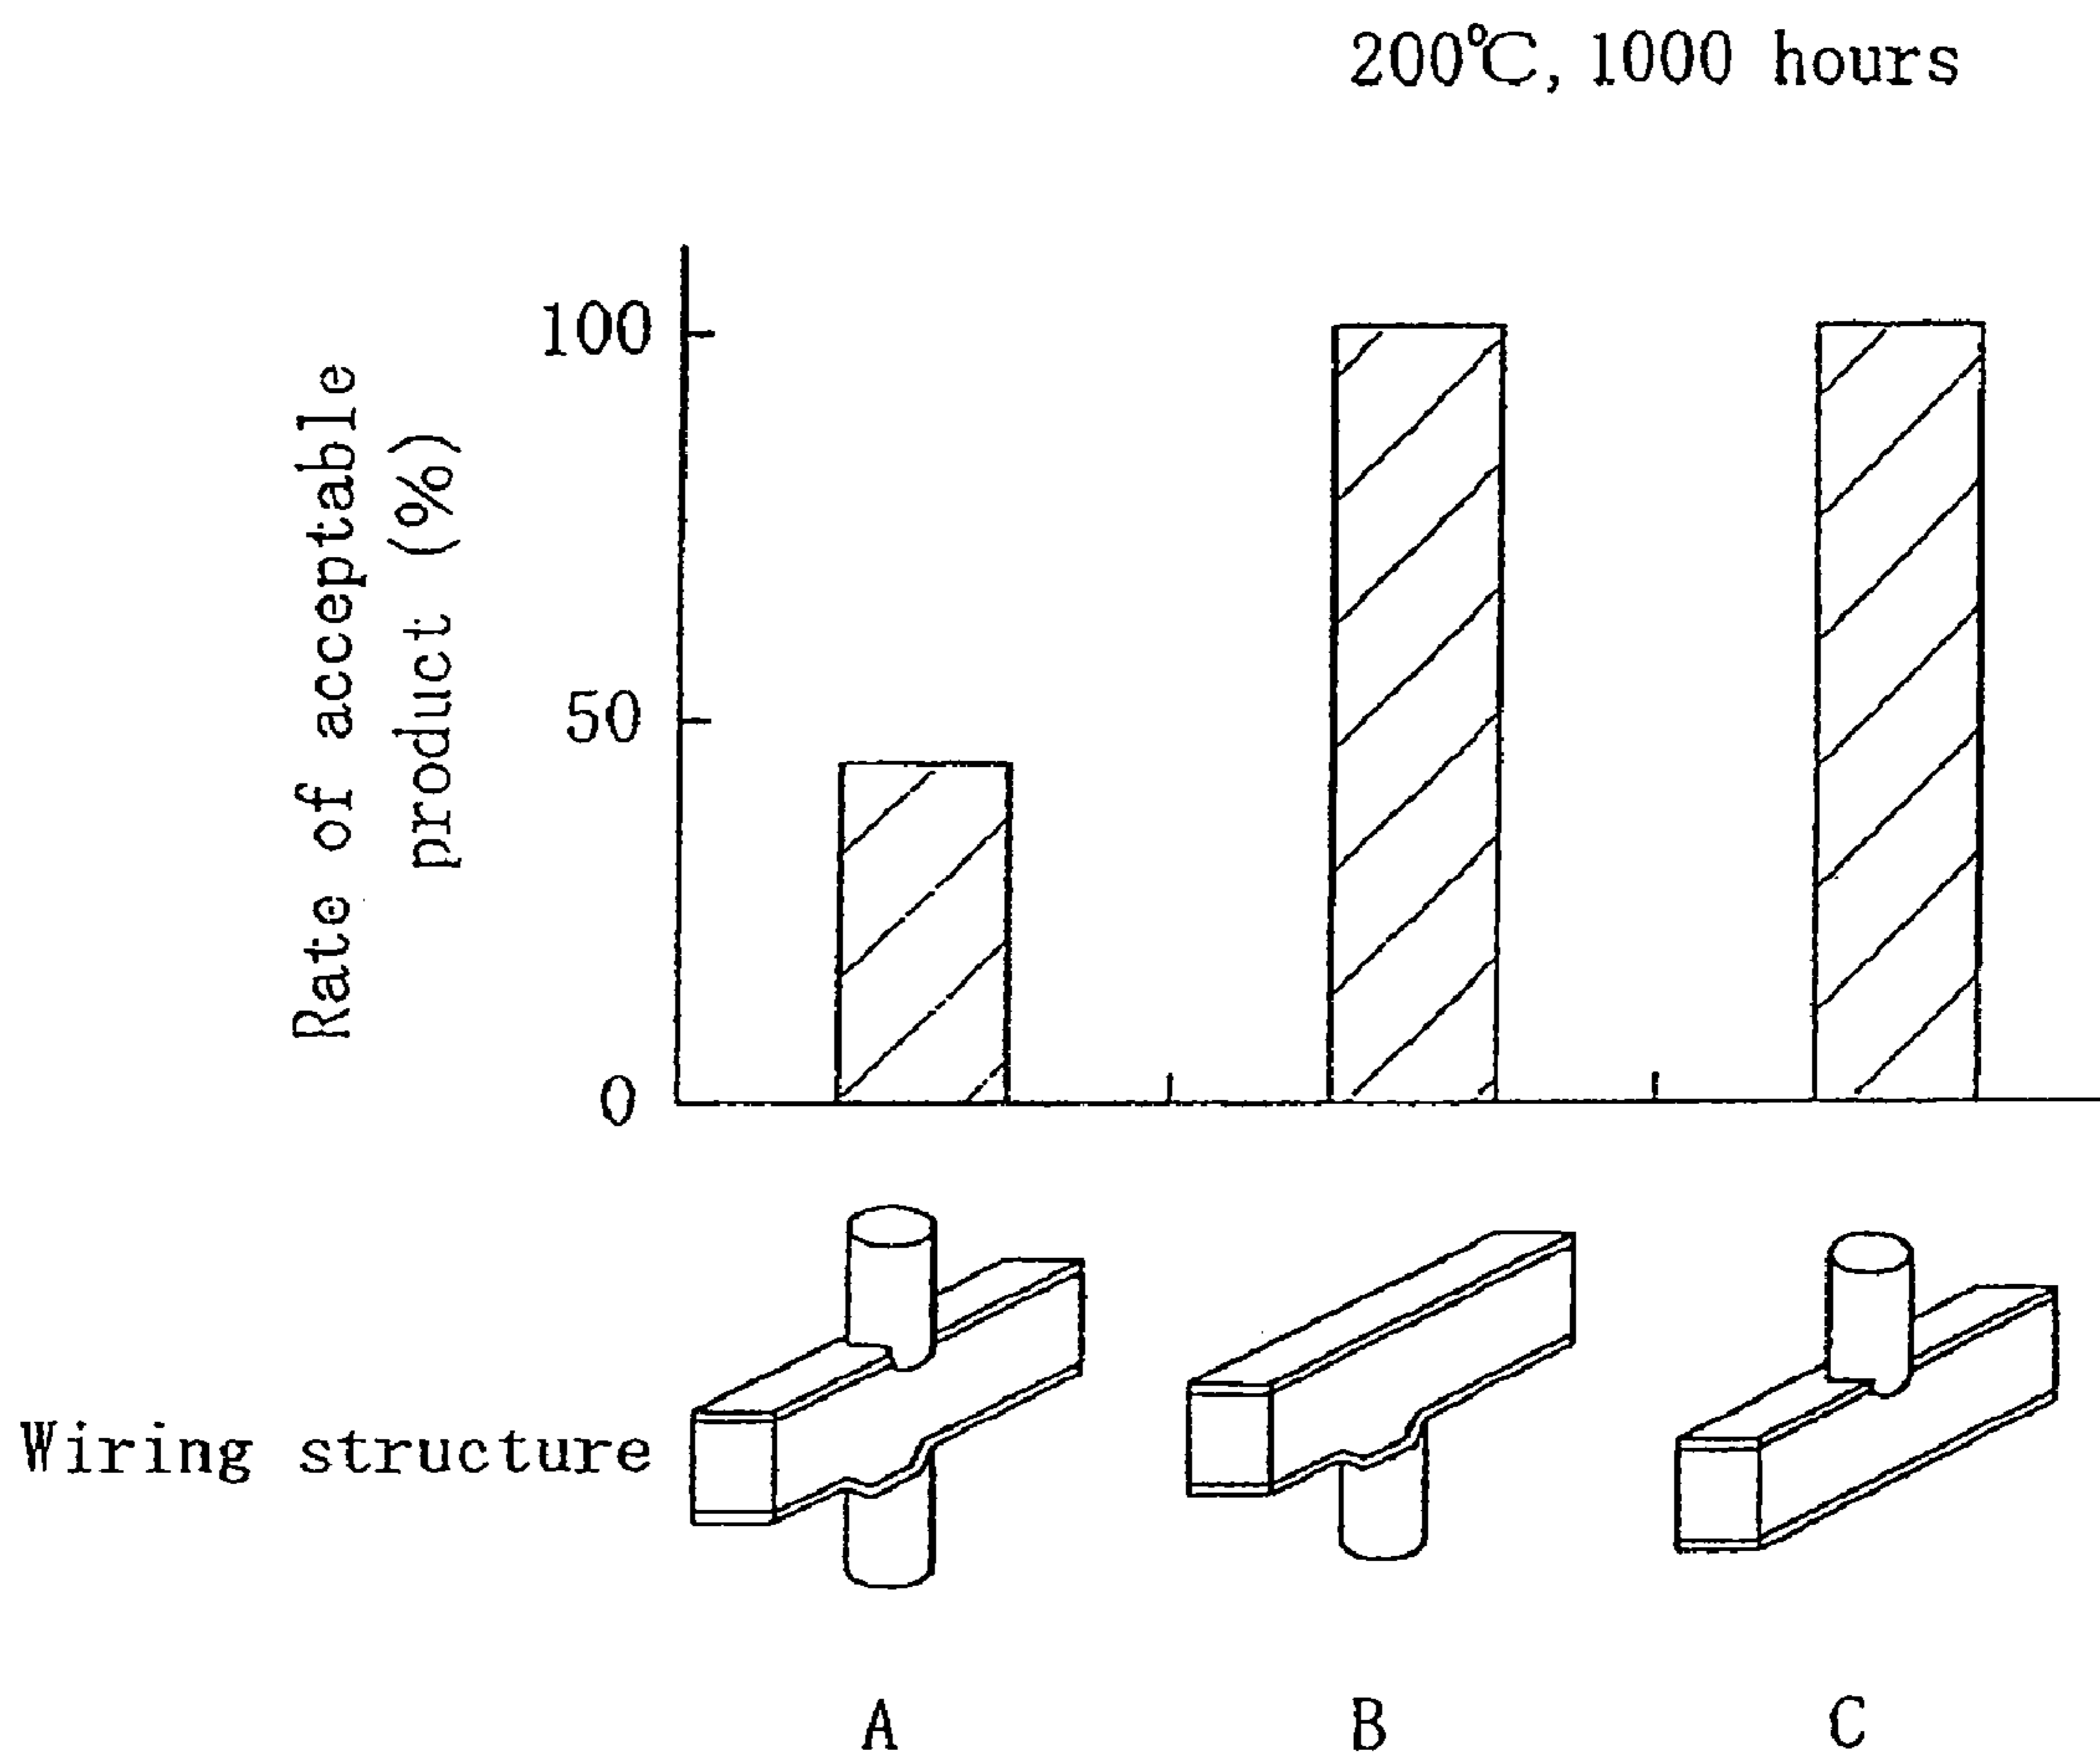 200℃, 1000 hours
Rate of acceptable
product (%)
100
50
0
Wiring structure
A
B
C